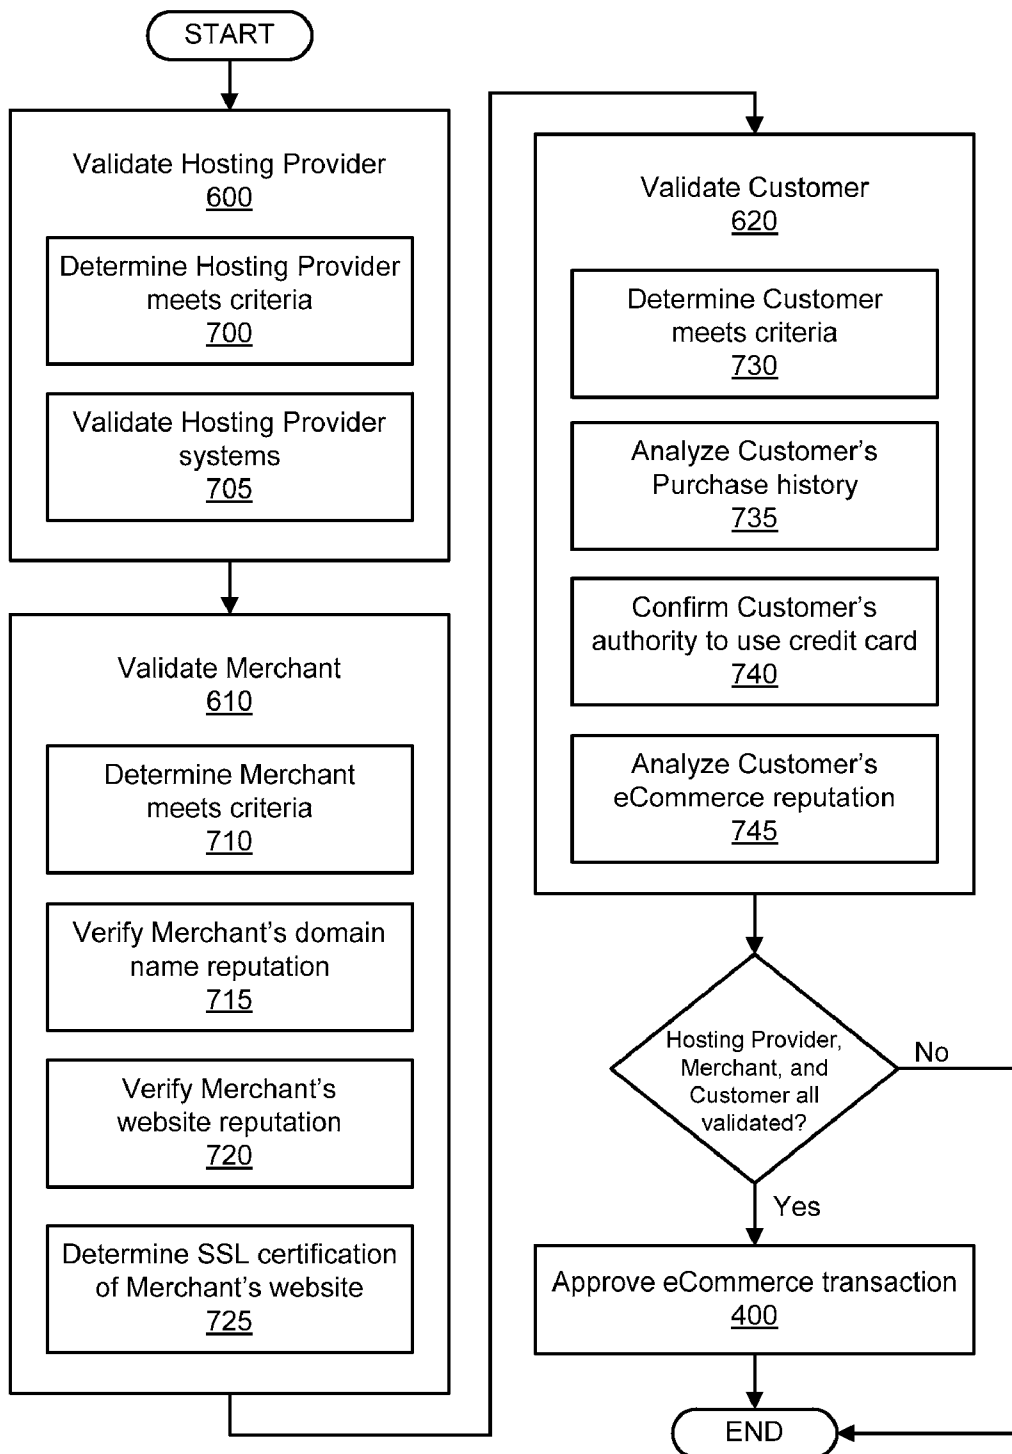 START
Validate Hosting Provider
600
Determine Hosting Provider
meets criteria
700
Validate Hosting Provider
systems
705
Validate Merchant
610
Determine Merchant
meets criteria
710
Verify Merchant’s domain
name reputation
715
Verify Merchant’s
website reputation
720
Determine SSL certification
of Merchant’s website
725
Validate Customer
620
Determine Customer
meets criteria
730
Analyze Customer’s
Purchase history
735
Confirm Customer’s
authority to use credit card
740
Analyze Customer’s
eCommerce reputation
745
Hosting Provider,
Merchant, and
Customer all
validated?
No
Yes
Approve eCommerce transaction
400
END